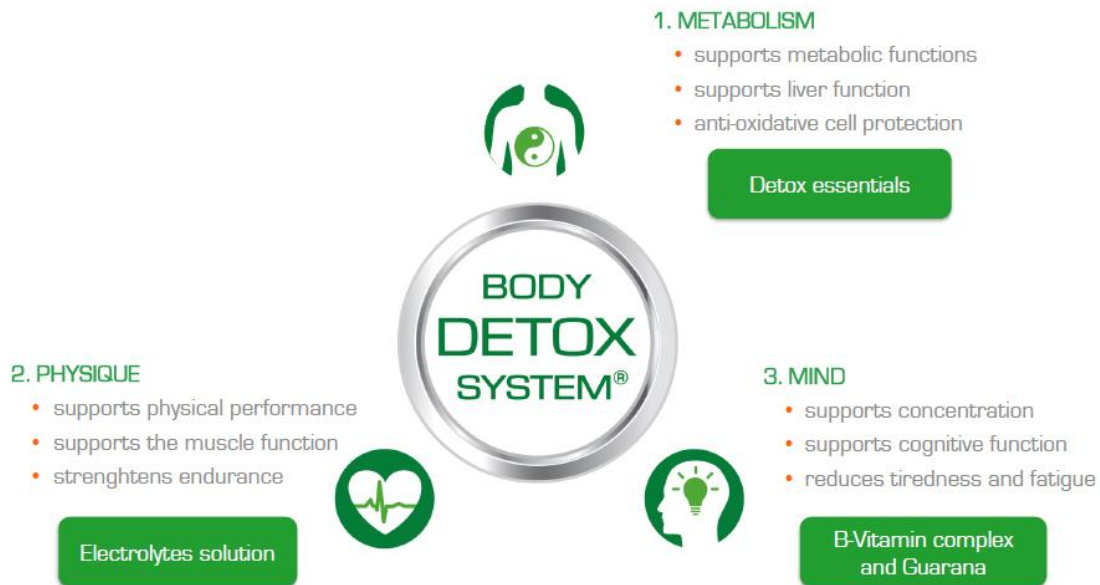 1. METABOLISM
• supports metabolic functions
• supports liver function
• anti-oxidative cell protection
Detox essentials
BODY
DETOX
SYSTEM®
2. PHYSIQUE
• supports physical performance
• supports the muscle function
• strenghtens endurance
Electrolytes solution
3. MIND
• supports concentration
• supports cognitive function
• reduces tiredness and fatigue
B-Vitamin complex
and Guarana